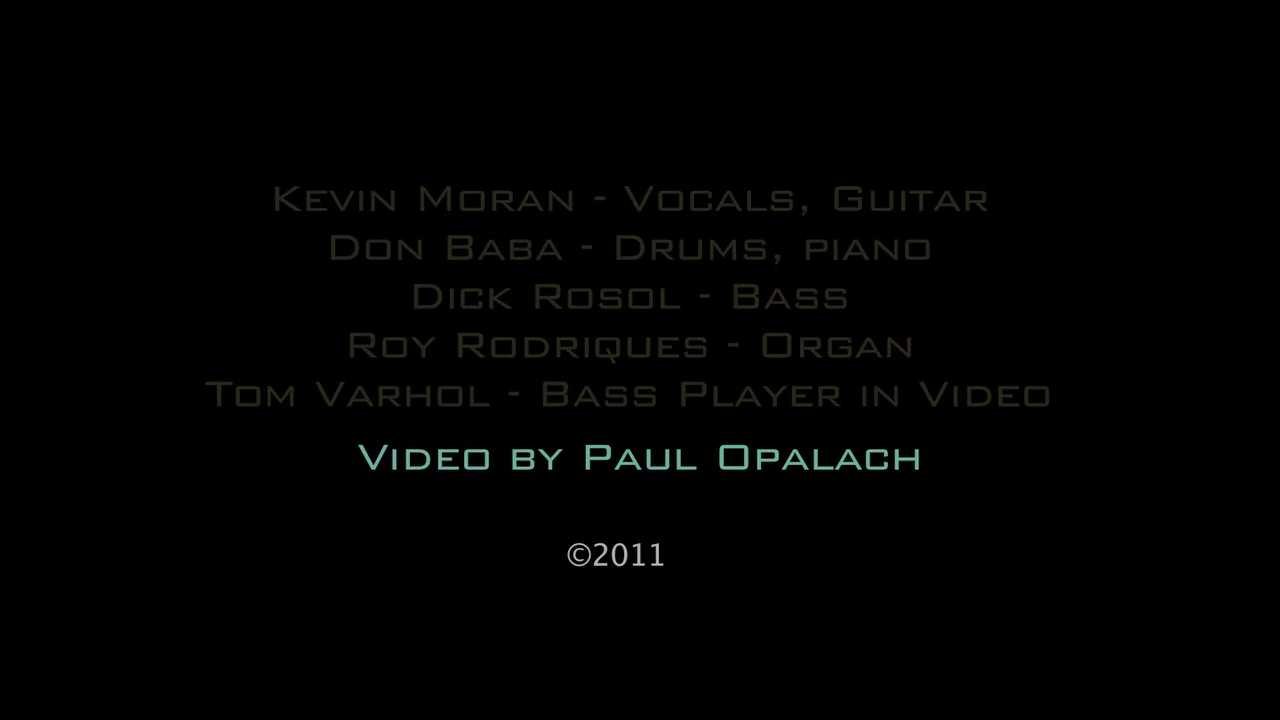 Kevin Moran - Vocals, Guitar
Don Baba - Drums, piano
Dick Rosol - Bass
Roy Rodriques - Organ
Tom Varhol - Bass Player in Video
Video by Paul Opalach
©2011